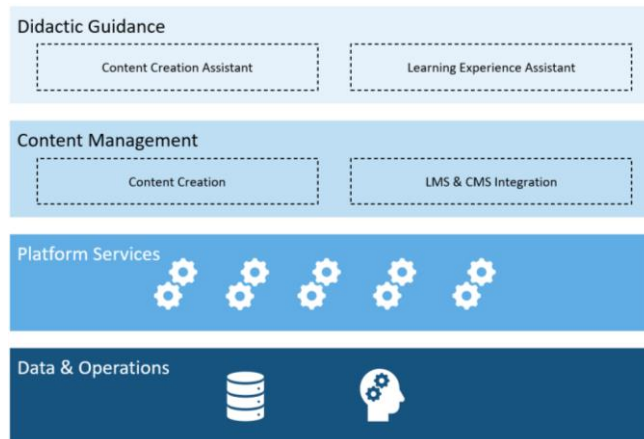 Didactic Guidance
Content Creation Assistant
Learning Experience Assistant
Content Management
Content Creation
LMS & CMS Integration
Platform Services
Data & Operations